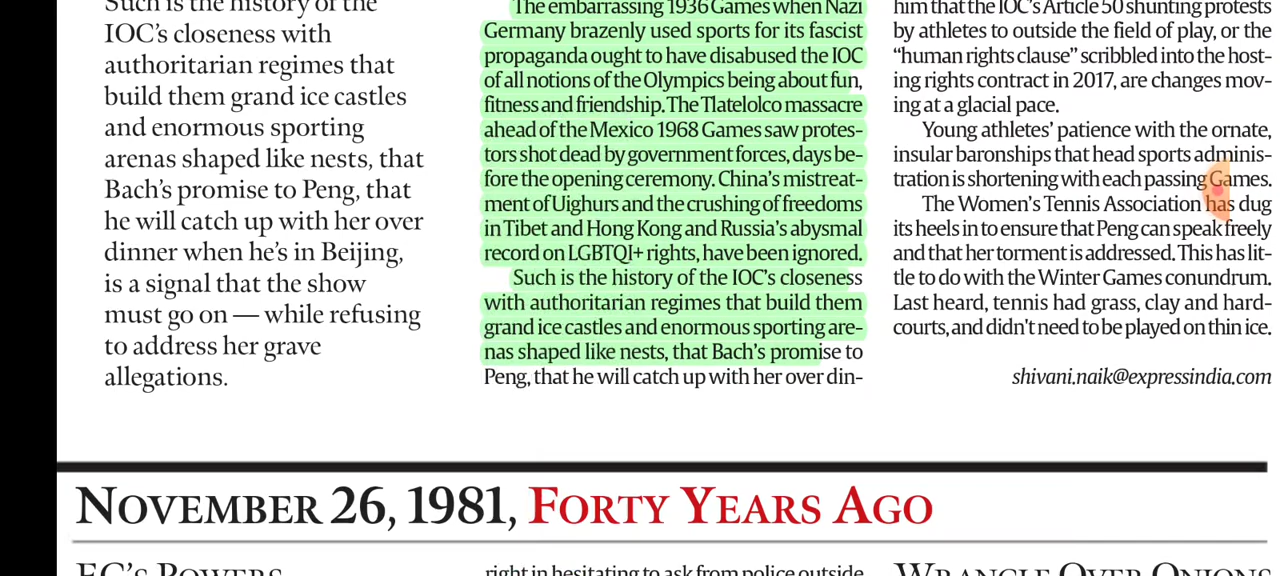 Such is the history of the
IOC's closeness with
authoritarian regimes that
build them grand ice castles
and enormous sporting
arenas shaped like nests, that
Bach's promise to Peng, that
he will catch up with her over
dinner when he's in Beijing,
is a signal that the show
must go on — while refusing
to address her grave
allegations.
The embarrassing 1936 Games when Nazi
Germany brazenly used sports for its fascist
propaganda ought to have disabused the IOC
of all notions of the Olympics being about fun,
fitness and friendship. The Tlatelolco massacre
ahead of the Mexico 1968 Games saw protes-
tors shot dead by government forces, days be-
fore the opening ceremony. China's mistreat-
ment of Uighurs and the crushing of freedoms
in Tibet and Hong Kong and Russia's abysmal
record on LGBTQI+ rights, have been ignored.
Such is the history of the IOC's closeness
with authoritarian regimes that build them
grand ice castles and enormous sporting are-
nas shaped like nests, that Bach's promise to
Peng, that he will catch up with her over din-
him that the IOC's Article 50 shunting protests
by athletes to outside the field of play, or the
“human rights clause” scribbled into the host-
ing rights contract in 2017, are changes mov-
ing at a glacial pace.
Young athletes' patience with the ornate,
insular baronships that head sports adminis-
tration is shortening with each passing Games.
The Women's Tennis Association has dug
its heels in to ensure that Peng can speak freely
and that her torment is addressed. This has lit-
tle to do with the Winter Games conundrum.
Last heard, tennis had grass, clay and hard-
courts, and didn't need to be played on thin ice.
shivani.naik@expressindia.com
NOVEMBER 26, 1981, FORTY YEARS AGO
EC'S POWERS
right in hesitating to ask from police outside
WRANGLE OVER ONIONS